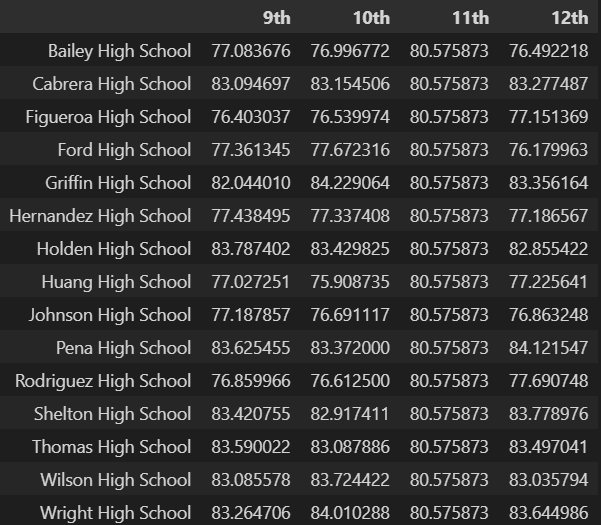 9th 10th 11th 12th
Bailey High School 77.083676 76.996772 80.575873 76.492218
Cabrera High School 83.094697 83.154506 80.575873 83.277487
Figueroa High School 76.403037 76.539974 80.575873 77.151369
Ford High School 77.361345 77.672316 80.575873 76.179963
Griffin High School 82.044010 84.229064 80.575873 83.356164
Hernandez High School 77.438495 77.337408 80.575873 77.186567
Holden High School 83.787402 83.429825 80.575873 82.855422
Huang High School 77.027251 75.908735 80.575873 77.225641
Johnson High School 77.187857 76.691117 80.575873 76.863248
Pena High School 83.625455 83.372000 80.575873 84.121547
Rodriguez High School 76.859966 76.612500 80.575873 77.690748
Shelton High School 83.420755 82.917411 80.575873 83.778976
Thomas High School 83.590022 83.087886 80.575873 83.497041
Wilson High School 83.085578 83.724422 80.575873 83.035794
Wright High School 83.264706 84.010288 80.575873 83.644986